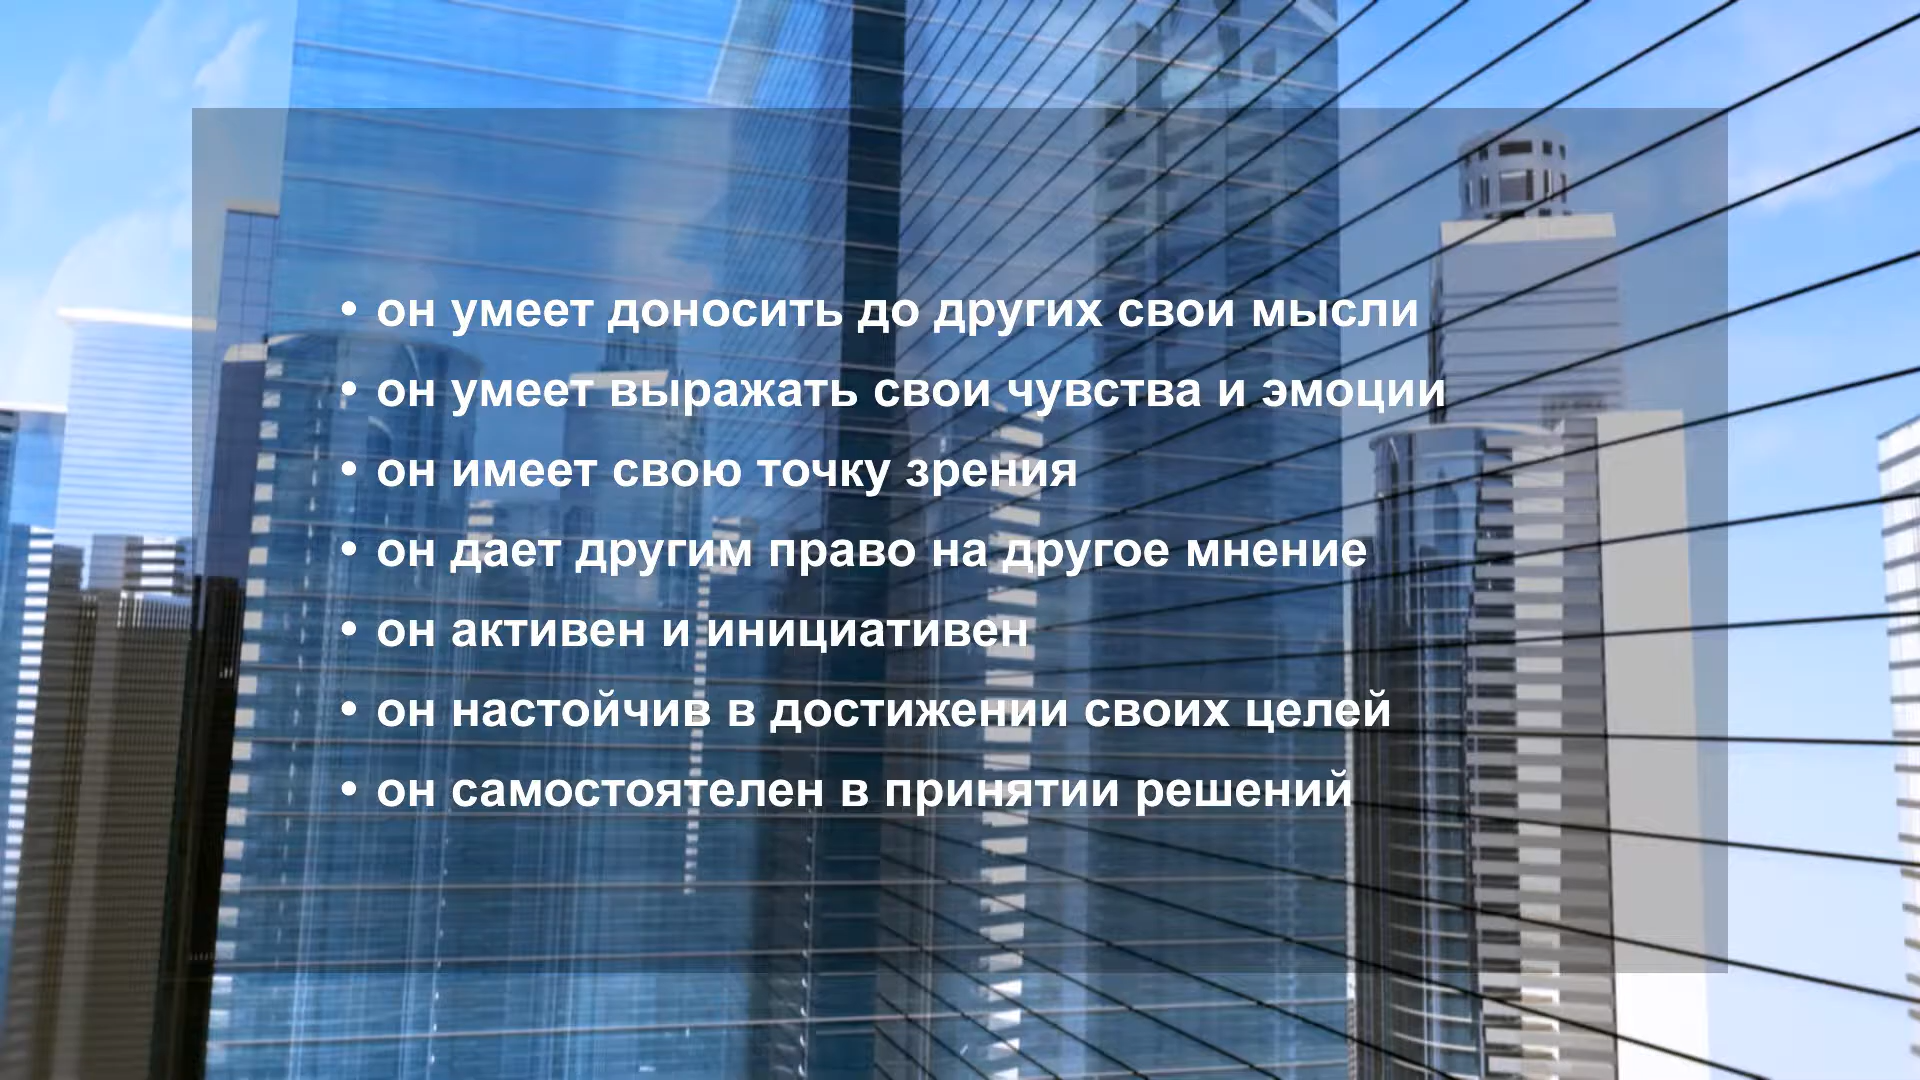 • он умеет доносить до других свои мысли
• он умеет выражать свои чувства и эмоции
• он имеет свою точку зрения
• он дает другим право на другое мнение
• он активен и инициативен
• он настойчив в достижении своих целей
• он самостоятелен в принятии решений